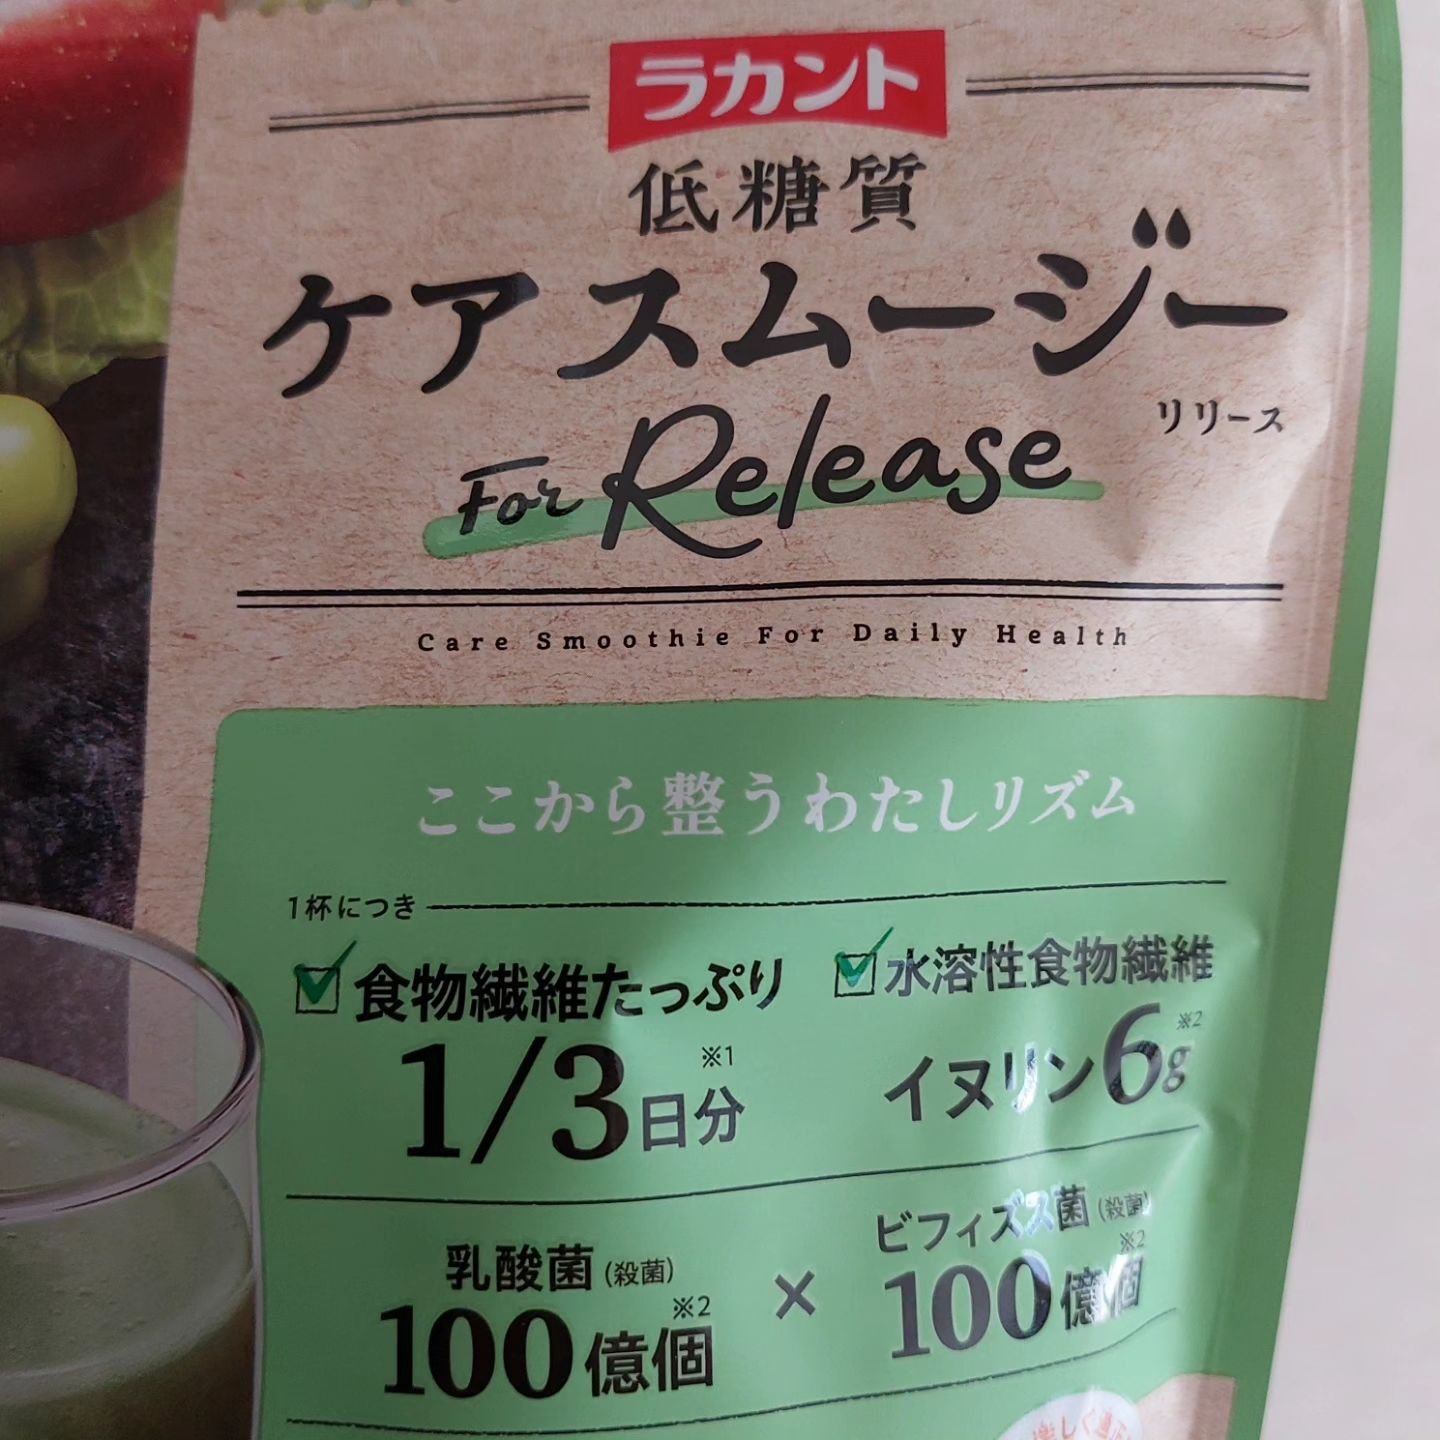 ラカント
低糖質
ケアスムージー
リリース
For Release
Care Smoothie For Daily Health
ここから整うわたしリズム
1杯につき
食物繊維たっぷり
1/3日分※1
水溶性食物繊維
イヌリン6g※2
乳酸菌(殺菌)
100億個※2
×
ビフィズス菌(殺菌)
100億個※2